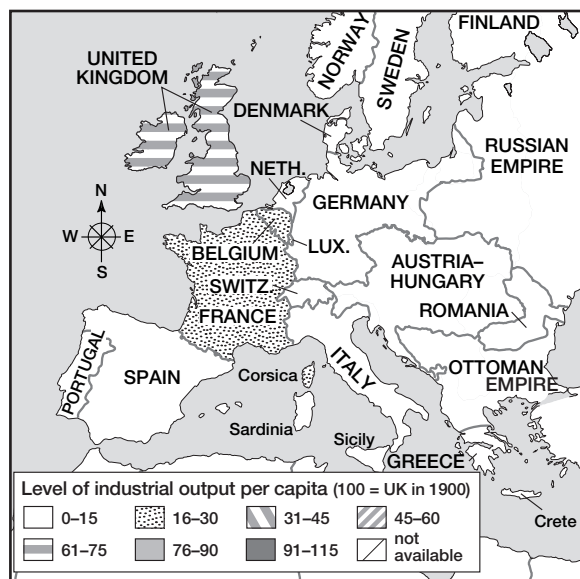 FINLAND
NORWAY
SWEDEN
UNITED
KINGDOM
DENMARK
RUSSIAN
EMPIRE
NETH.
GERMANY
N
W
E
S
BELGIUM
LUX.
SWITZ.
AUSTRIA–
HUNGARY
FRANCE
ROMANIA
PORTUGAL
SPAIN
Corsica
ITALY
OTTOMAN
EMPIRE
Sardinia
Sicily
GREECE
Crete
Level of industrial output per capita (100 = UK in 1900)
0–15
16–30
31–45
45–60
61–75
76–90
91–115
not
available